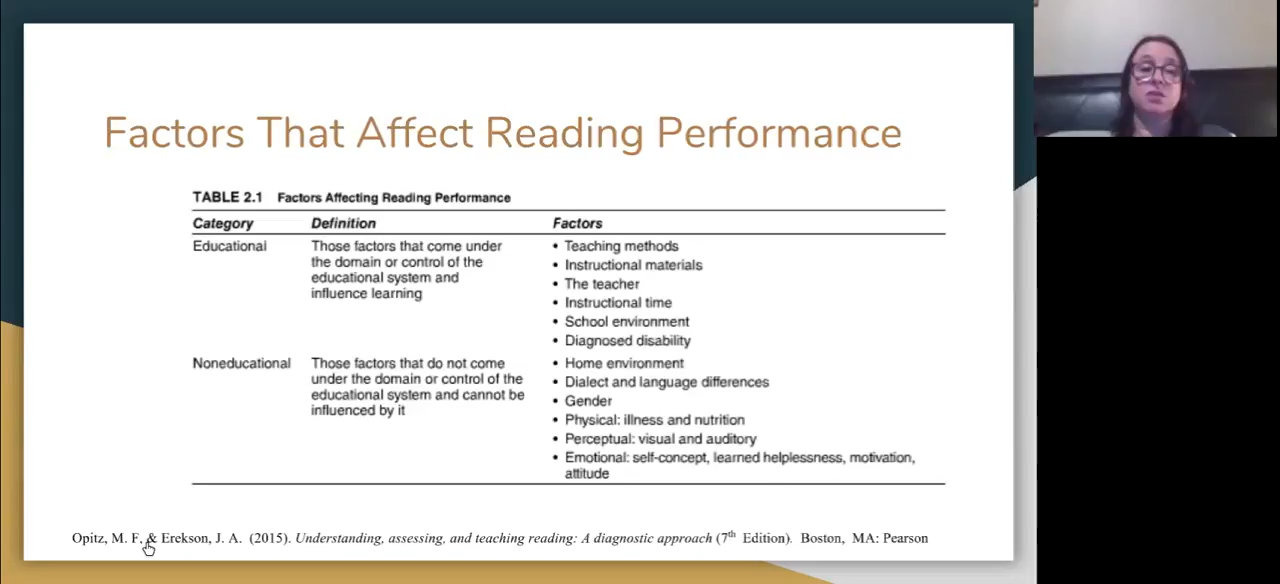 Factors That Affect Reading Performance
TABLE 2.1 Factors Affecting Reading Performance
Category Definition Factors
Educational Those factors that come under • Teaching methods
the domain or control of the • Instructional materials
educational system and • The teacher
influence learning • Instructional time
• School environment
• Diagnosed disability
Noneducational Those factors that do not come • Home environment
under the domain or control of the • Dialect and language differences
educational system and cannot be • Gender
influenced by it • Physical: illness and nutrition
• Perceptual: visual and auditory
• Emotional: self-concept, learned helplessness, motivation,
attitude
Opitz, M. F, & Erekson, J. A. (2015). Understanding, assessing, and teaching reading: A diagnostic approach (7th Edition). Boston, MA: Pearson